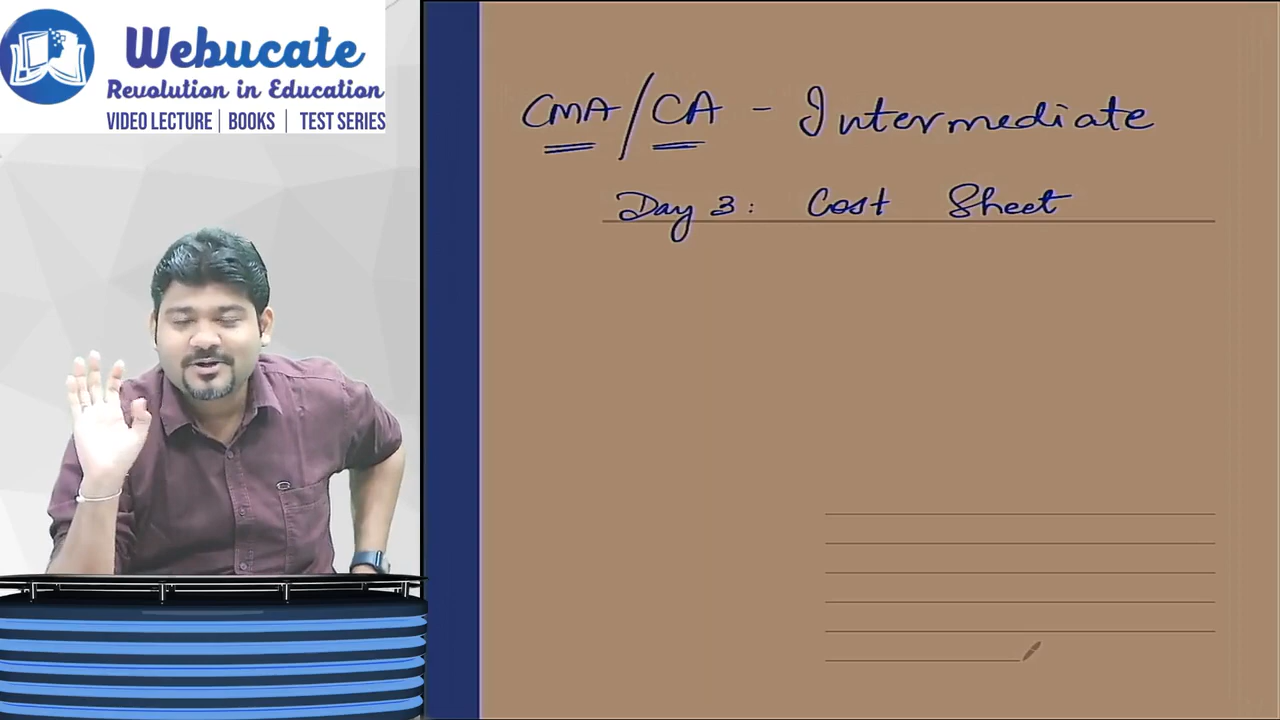 Webucate
Revolution in Education
VIDEO LECTURE | BOOKS | TEST SERIES
CMA/CA - Intermediate
Day 3: Cost Sheet